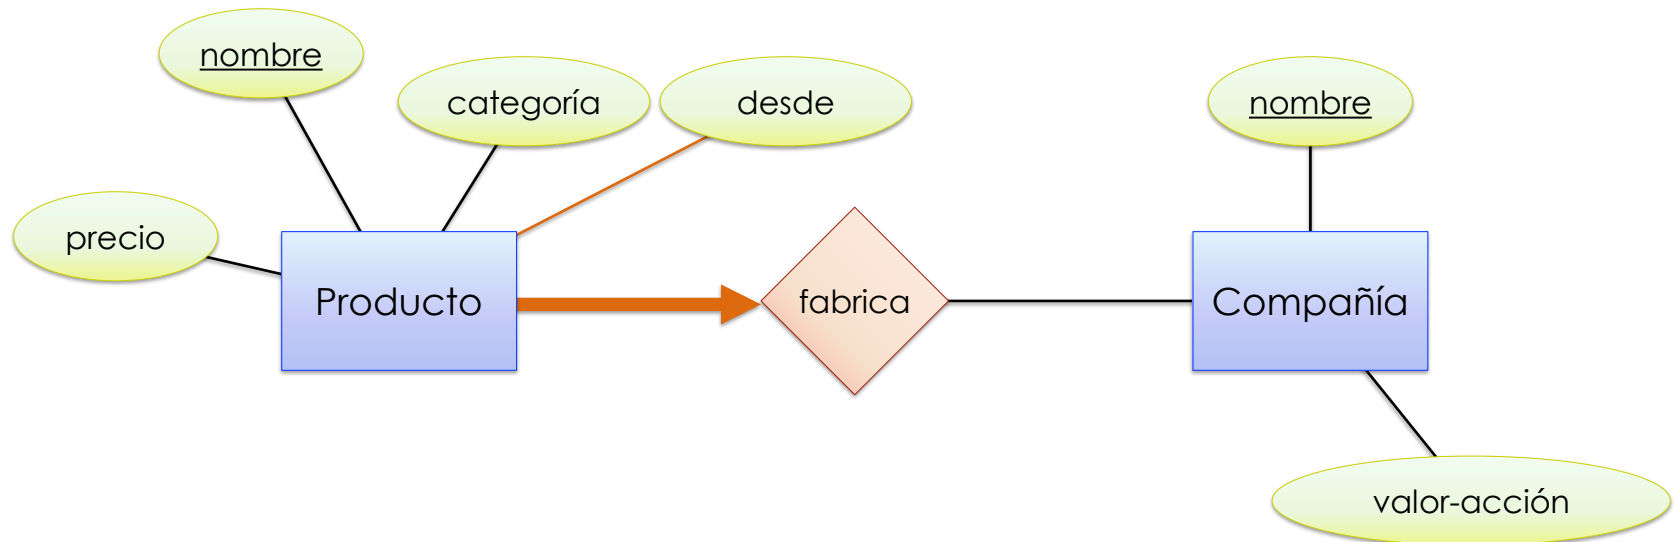 nombre
categoría
desde
nombre
precio
Producto
fabrica
Compañía
valor-acción